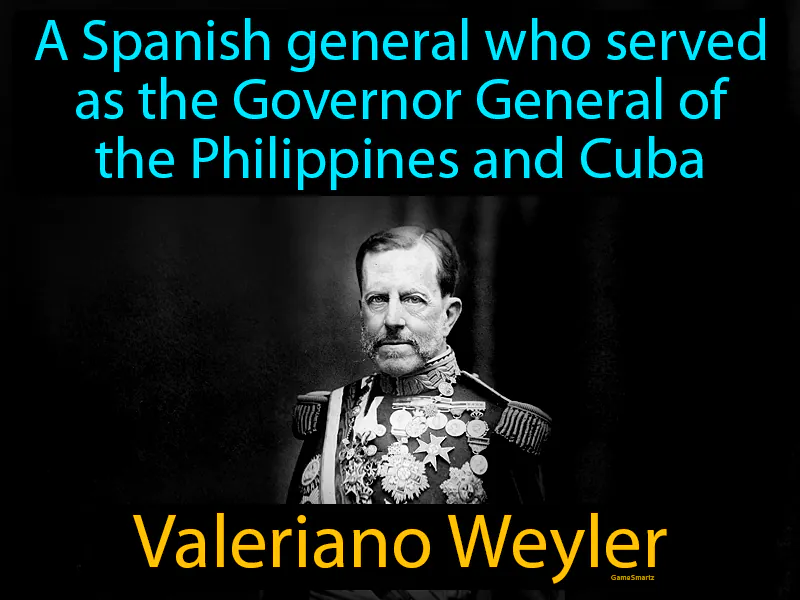 A Spanish general who served
as the Governor General of
the Philippines and Cuba
Valeriano Weyler
GameSmartz